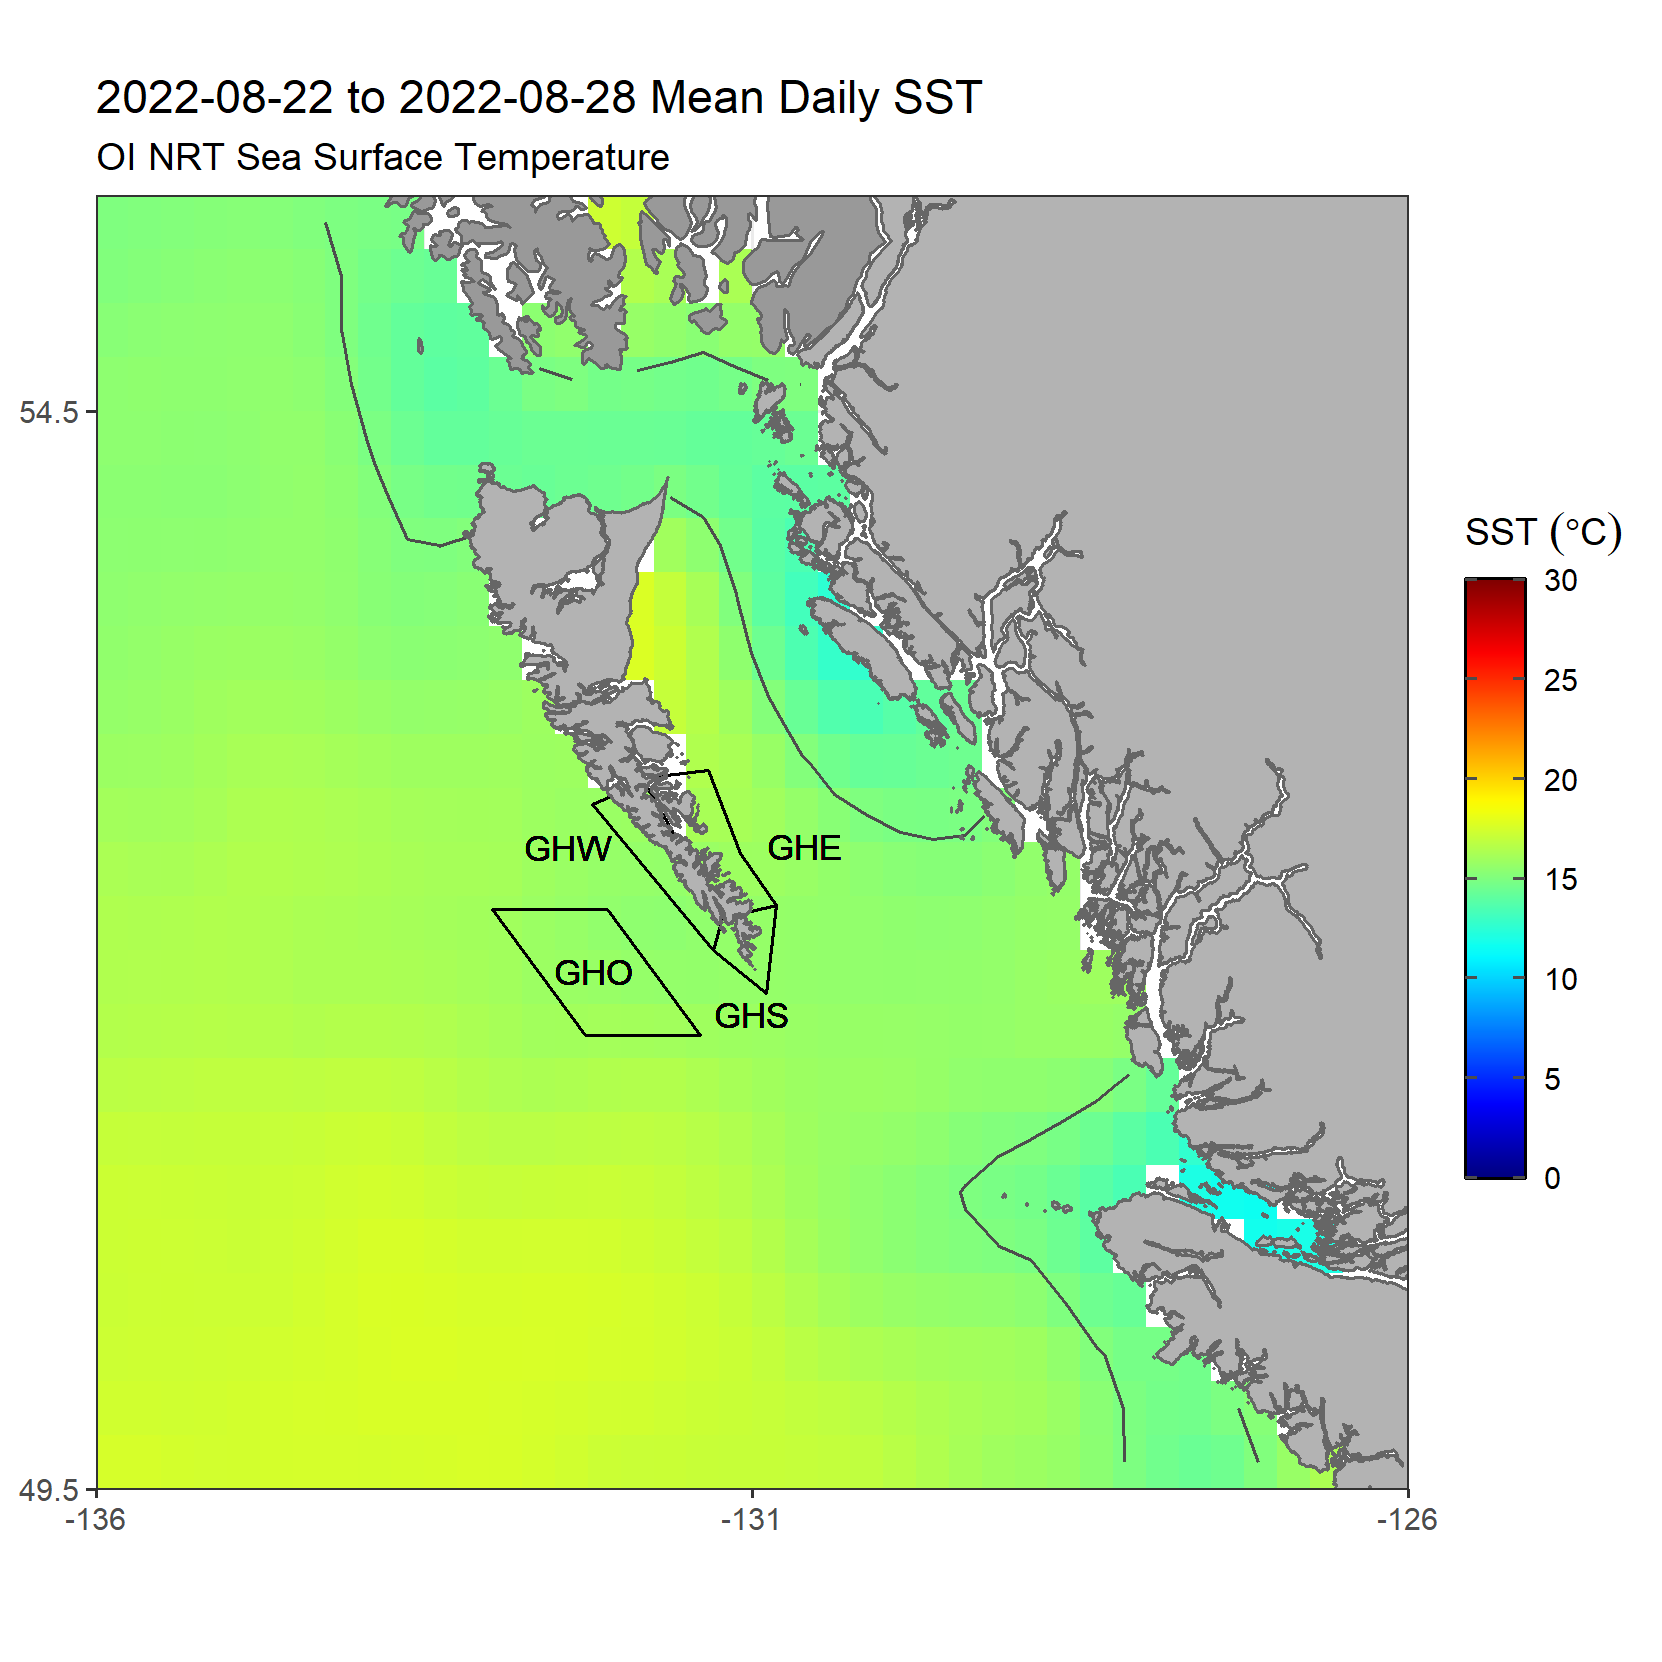 2022-08-22 to 2022-08-28 Mean Daily SST
OI NRT Sea Surface Temperature
54.5
49.5
-136
-131
-126
GHW
GHE
GHO
GHS
SST (°C)
30
25
20
15
10
5
0